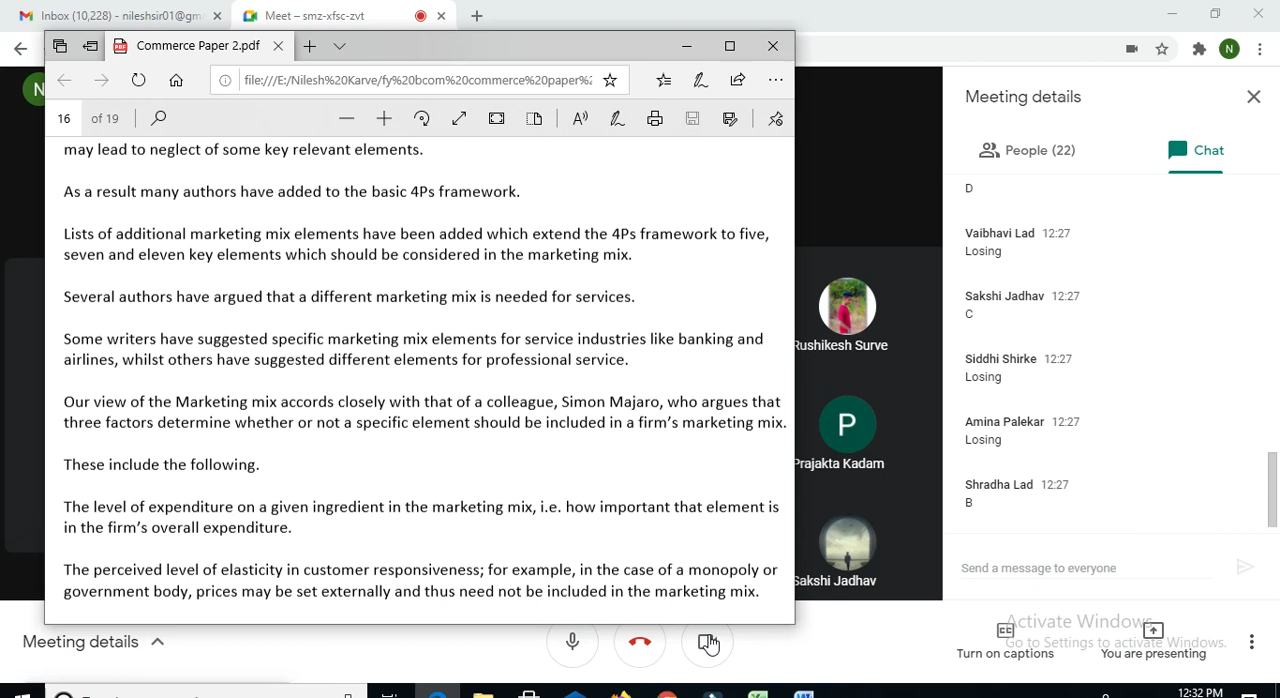 Inbox (10,228) - nileshsir01@gm
Meet – smz-xfsc-zvt
Commerce Paper 2.pdf
file:///E:/Nilesh%20Karve/fy%20bcom%20commerce%20paper%2
N
16 of 19
may lead to neglect of some key relevant elements.
As a result many authors have added to the basic 4Ps framework.
Lists of additional marketing mix elements have been added which extend the 4Ps framework to five,
seven and eleven key elements which should be considered in the marketing mix.
Several authors have argued that a different marketing mix is needed for services.
Some writers have suggested specific marketing mix elements for service industries like banking and
airlines, whilst others have suggested different elements for professional service.
Our view of the Marketing mix accords closely with that of a colleague, Simon Majaro, who argues that
three factors determine whether or not a specific element should be included in a firm's marketing mix.
These include the following.
The level of expenditure on a given ingredient in the marketing mix, i.e. how important that element is
in the firm's overall expenditure.
The perceived level of elasticity in customer responsiveness; for example, in the case of a monopoly or
government body, prices may be set externally and thus need not be included in the marketing mix.
N
Rushikesh Surve
P
Prajakta Kadam
Sakshi Jadhav
Meeting details
People (22)
Chat
D
Vaibhavi Lad 12:27
Losing
Sakshi Jadhav 12:27
C
Siddhi Shirke 12:27
Losing
Amina Palekar 12:27
Losing
Shradha Lad 12:27
B
Send a message to everyone
Activate Windows
Go to Settings to activate Windows.
Meeting details
Turn on captions
You are presenting
12:32 PM